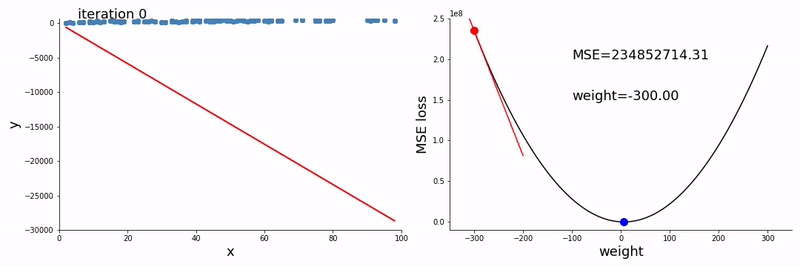 iteration 0
0
−5000
−10000
−15000
−20000
−25000
−30000
y
0 20 40 60 80 100
x
1e8
2.5
2.0
1.5
1.0
0.5
0.0
MSE loss
MSE=234852714.31
weight=-300.00
−300 −200 −100 0 100 200 300
weight